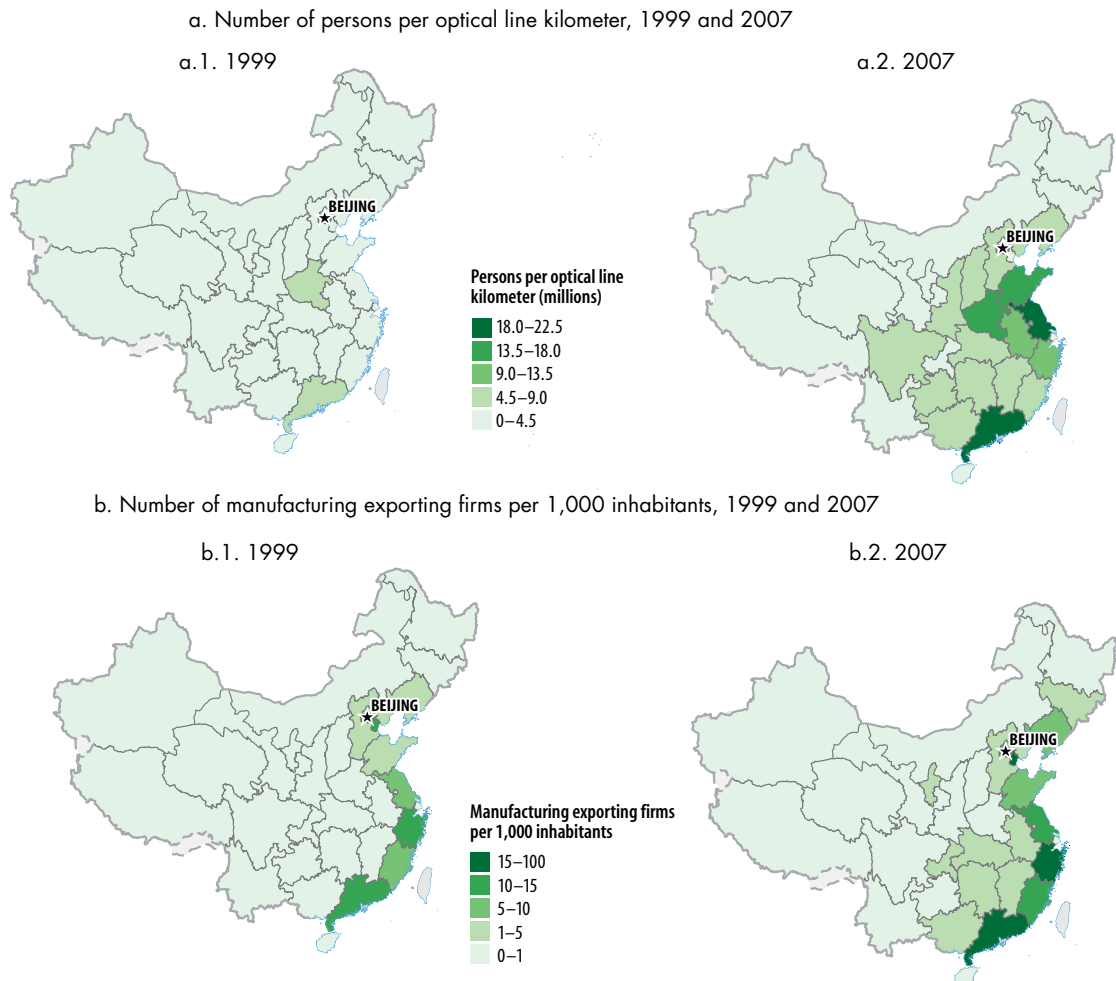 a. Number of persons per optical line kilometer, 1999 and 2007
a.1. 1999
a.2. 2007
BEIJING
BEIJING
Persons per optical line
kilometer (millions)
18.0–22.5
13.5–18.0
9.0–13.5
4.5–9.0
0–4.5
b. Number of manufacturing exporting firms per 1,000 inhabitants, 1999 and 2007
b.1. 1999
b.2. 2007
BEIJING
BEIJING
Manufacturing exporting firms
per 1,000 inhabitants
15–100
10–15
5–10
1–5
0–1